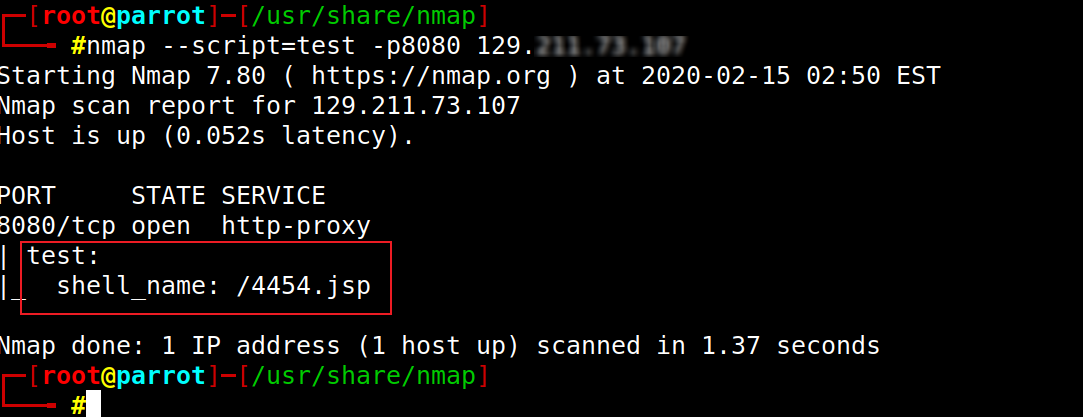 ┌─[root@parrot]─[/usr/share/nmap]
└──╼ #nmap --script=test -p8080 129.211.73.107
Starting Nmap 7.80 ( https://nmap.org ) at 2020-02-15 02:50 EST
Nmap scan report for 129.211.73.107
Host is up (0.052s latency).
PORT     STATE SERVICE
8080/tcp open  http-proxy
| test:
|_  shell_name: /4454.jsp
Nmap done: 1 IP address (1 host up) scanned in 1.37 seconds
┌─[root@parrot]─[/usr/share/nmap]
└──╼ #